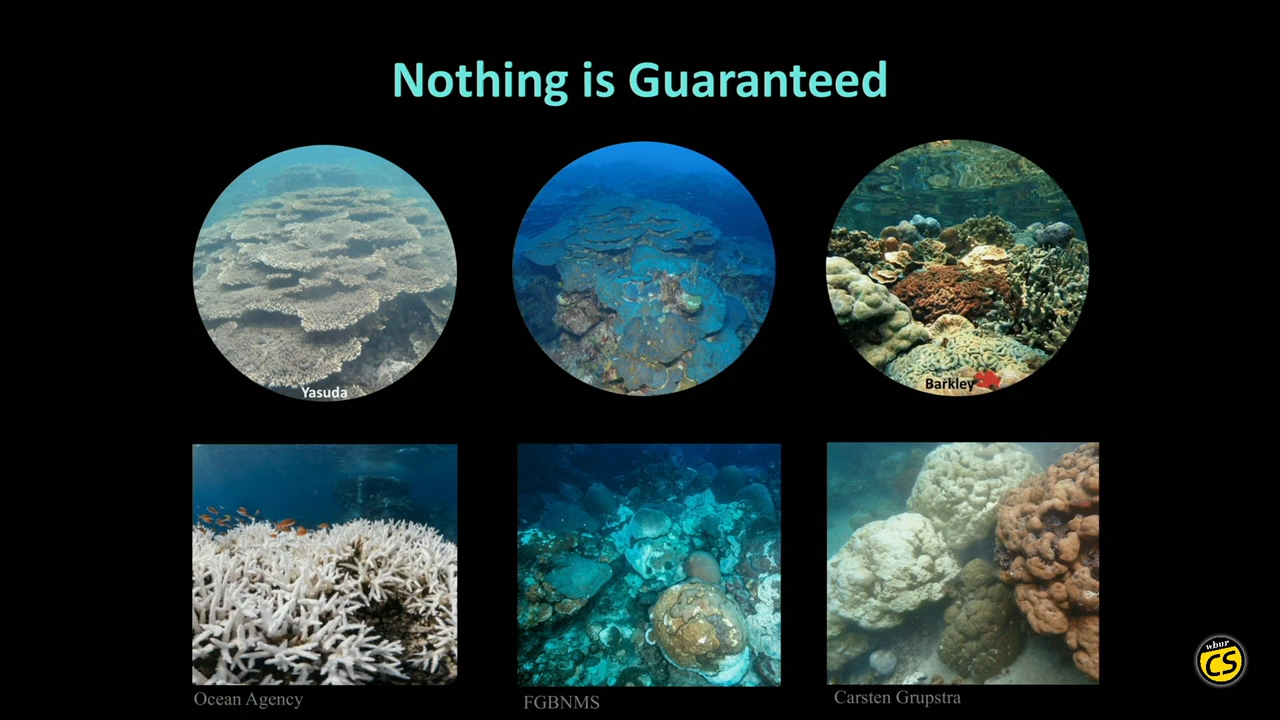 Nothing is Guaranteed
Yasuda
Barkley
Ocean Agency
FGBNMS
Carsten Grupstra
wbur
CS